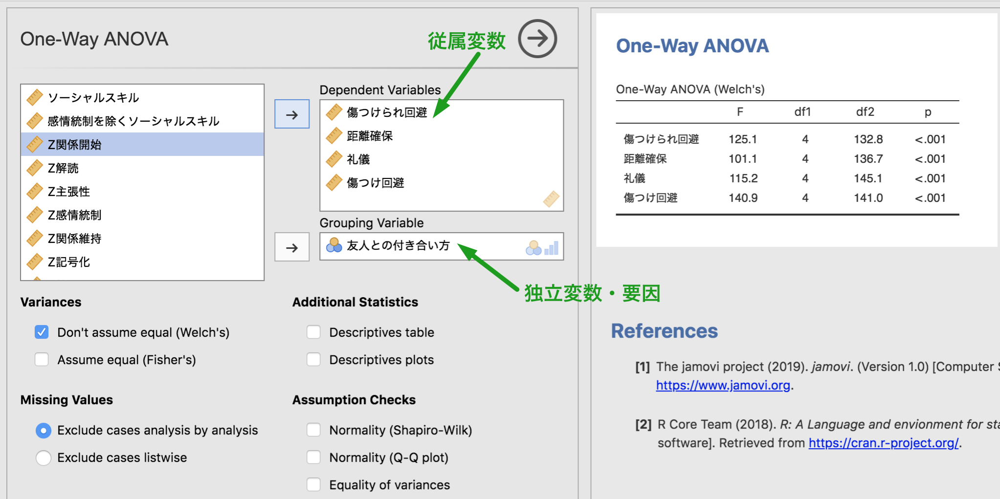 One-Way ANOVA
従属変数
ソーシャルスキル
感情統制を除くソーシャルスキル
Z関係開始
Z解読
Z主張性
Z感情統制
Z関係維持
Z記号化
Dependent Variables
傷つけられ回避
距離確保
礼儀
傷つけ回避
Grouping Variable
友人との付き合い方
独立変数・要因
Variances
Don't assume equal (Welch's)
Assume equal (Fisher's)
Additional Statistics
Descriptives table
Descriptives plots
Missing Values
Exclude cases analysis by analysis
Exclude cases listwise
Assumption Checks
Normality (Shapiro-Wilk)
Normality (Q-Q plot)
Equality of variances
One-Way ANOVA
One-Way ANOVA (Welch's)
F df1 df2 p
傷つけられ回避 125.1 4 132.8 <.001
距離確保 101.1 4 136.7 <.001
礼儀 115.2 4 145.1 <.001
傷つけ回避 140.9 4 141.0 <.001
References
[1] The jamovi project (2019). jamovi. (Version 1.0) [Computer
https://www.jamovi.org.
[2] R Core Team (2018). R: A Language and envionment for
software]. Retrieved from https://cran.r-project.org/.